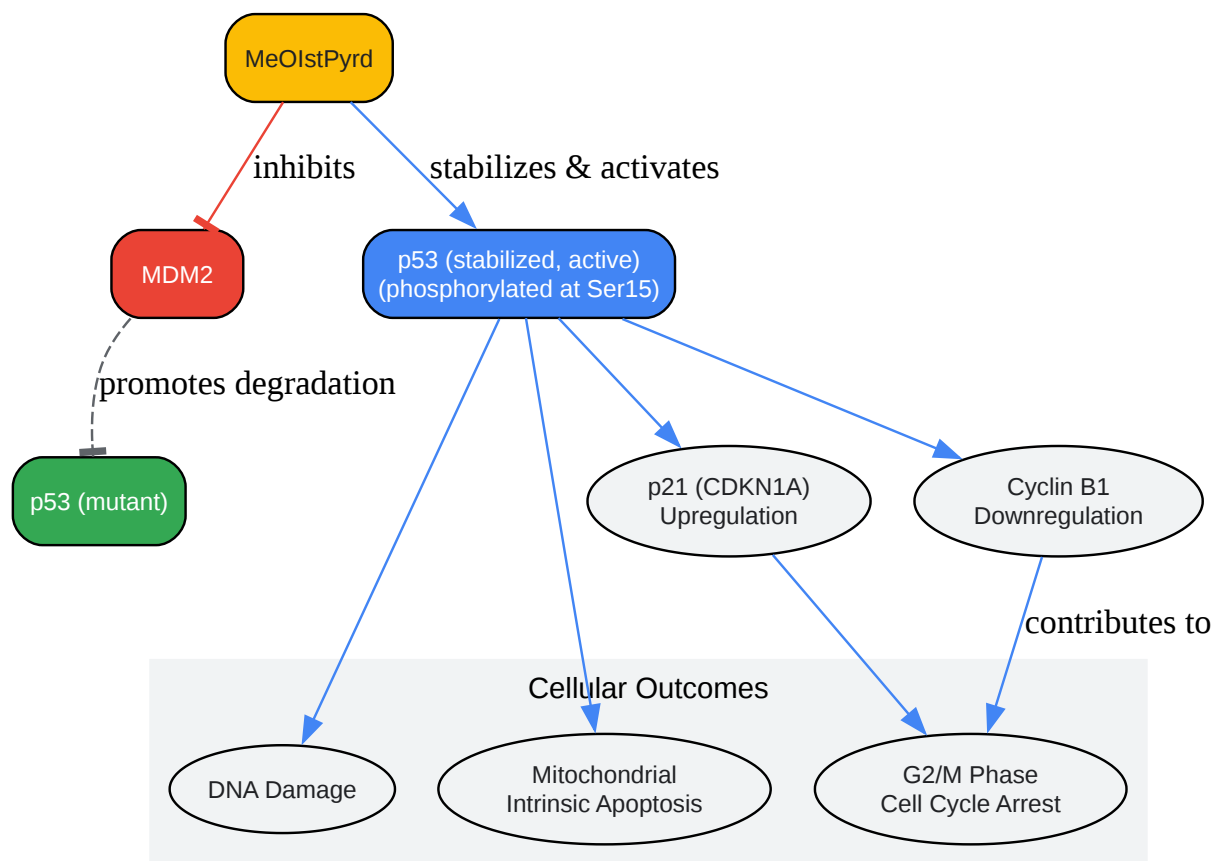 MeOIstPyrd
inhibits
stabilizes & activates
MDM2
p53 (stabilized, active)
(phosphorylated at Ser15)
promotes degradation
p53 (mutant)
p21 (CDKN1A)
Upregulation
Cyclin B1
Downregulation
contributes to
Cellular Outcomes
DNA Damage
Mitochondrial
Intrinsic Apoptosis
G2/M Phase
Cell Cycle Arrest